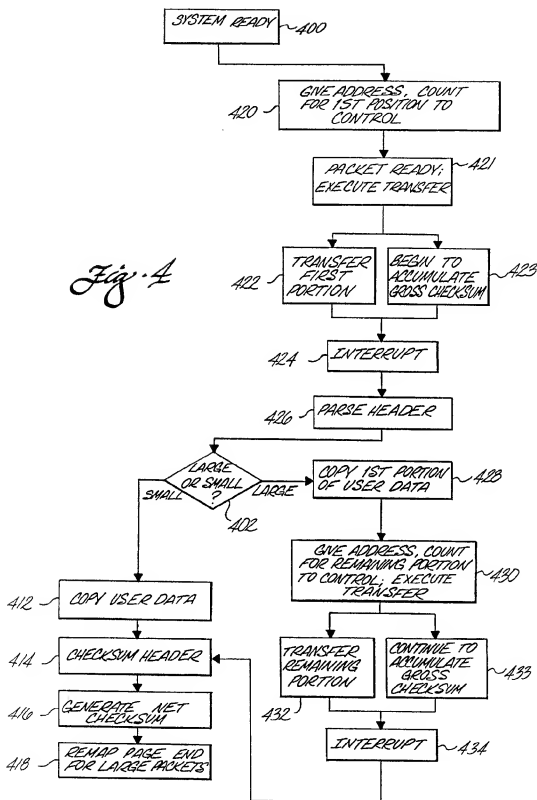 SYSTEM READY
400
GIVE ADDRESS, COUNT
FOR 1ST POSITION TO
CONTROL
420
PACKET READY;
EXECUTE TRANSFER
421
Fig. 4
TRANSFER
FIRST
PORTION
422
BEGIN TO
ACCUMULATE
GROSS CHECKSUM
423
INTERRUPT
424
PARSE HEADER
426
LARGE
OR SMALL
?
402
SMALL
LARGE
COPY 1ST PORTION
OF USER DATA
428
GIVE ADDRESS, COUNT
FOR REMAINING PORTION
TO CONTROL; EXECUTE
TRANSFER
430
412
COPY USER DATA
414
CHECKSUM HEADER
TRANSFER
REMAINING
PORTION
432
CONTINUE TO
ACCUMULATE
GROSS
CHECKSUM
433
416
GENERATE NET
CHECKSUM
INTERRUPT
434
418
REMAP PAGE END
FOR LARGE PACKETS